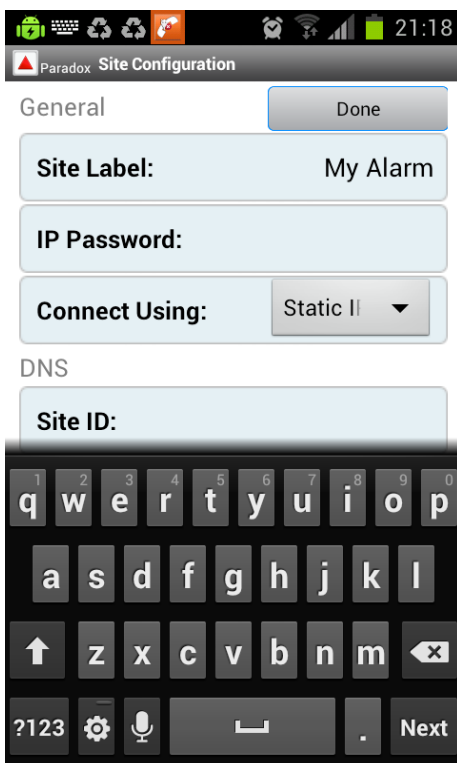 21:18
Paradox Site Configuration
General Done
Site Label: My Alarm
IP Password:
Connect Using: Static I
DNS
Site ID:
1 2 3 4 5 6 7 8 9 0
q w e r t y u i o p
a s d f g h j k l
z x c v b n m
?123 . Next